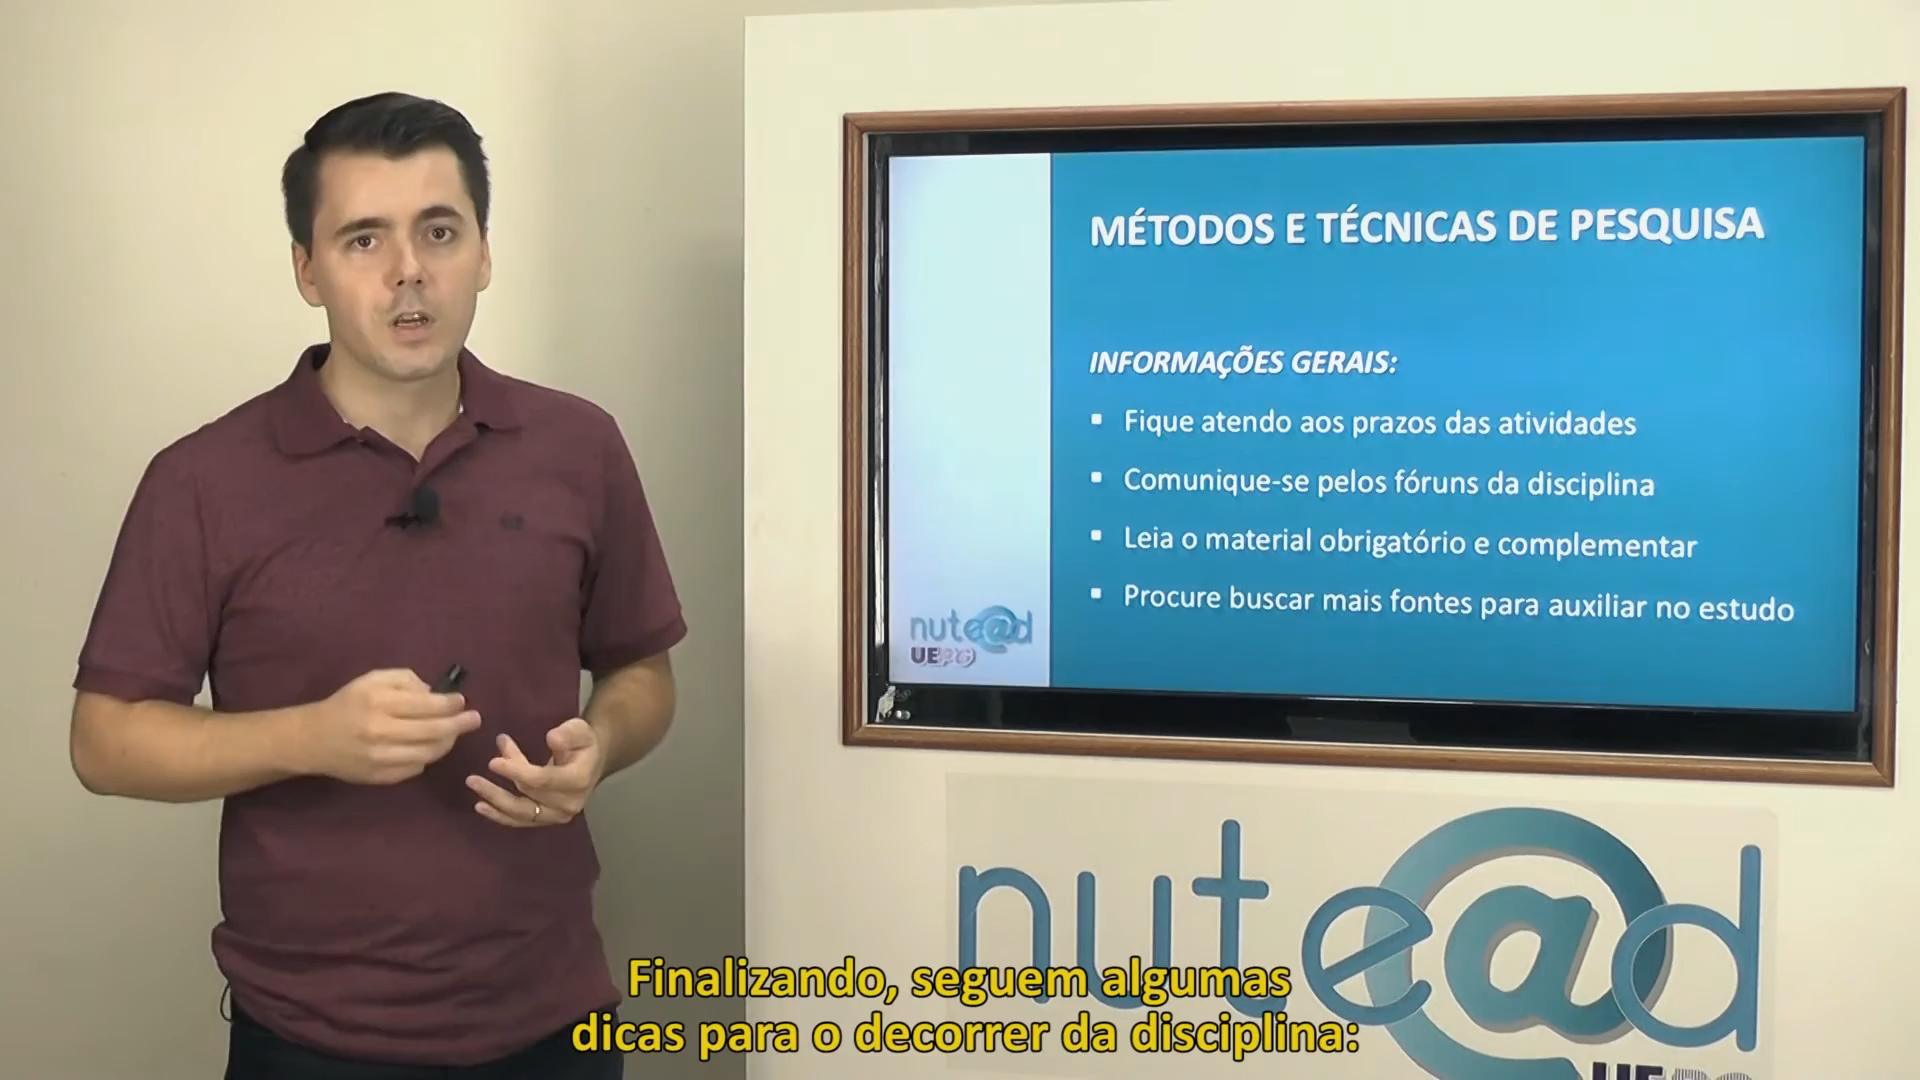 MÉTODOS E TÉCNICAS DE PESQUISA
INFORMAÇÕES GERAIS:
▪ Fique atendo aos prazos das atividades
▪ Comunique-se pelos fóruns da disciplina
▪ Leia o material obrigatório e complementar
▪ Procure buscar mais fontes para auxiliar no estudo
nute@d
UEPG
nute@d
UEPG
Finalizando, seguem algumas
dicas para o decorrer da disciplina: